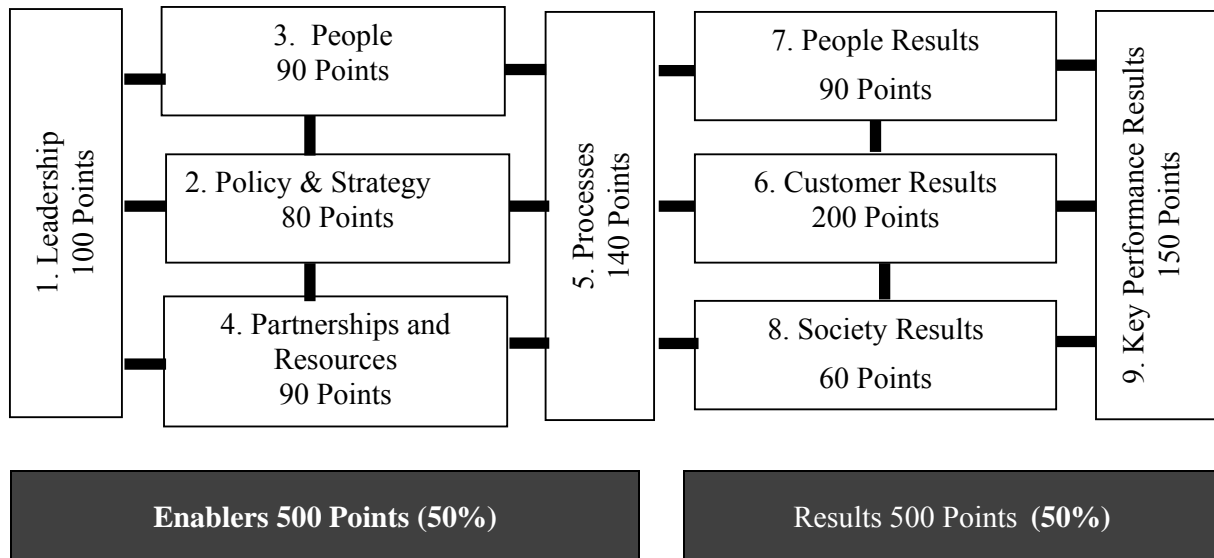 1. Leadership
100 Points
3. People
90 Points
2. Policy & Strategy
80 Points
4. Partnerships and
Resources
90 Points
5. Processes
140 Points
7. People Results
90 Points
6. Customer Results
200 Points
8. Society Results
60 Points
9. Key Performance Results
150 Points
Enablers 500 Points (50%)
Results 500 Points (50%)